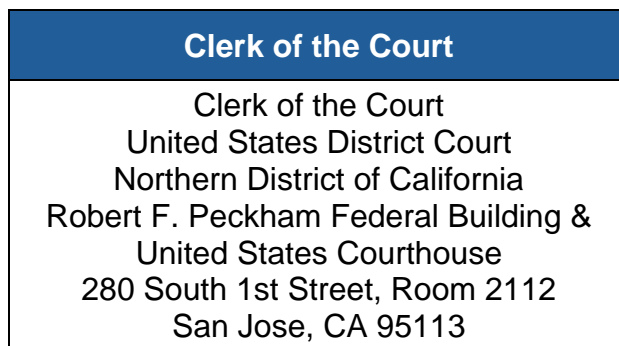 Clerk of the Court
Clerk of the Court
United States District Court
Northern District of California
Robert F. Peckham Federal Building &
United States Courthouse
280 South 1st Street, Room 2112
San Jose, CA 95113